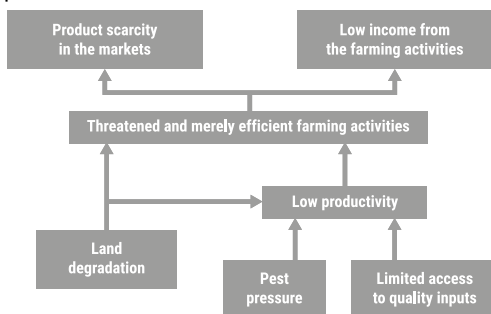 Product scarcity
in the markets
Low income from
the farming activities
Threatened and merely efficient farming activities
Low productivity
Land
degradation
Pest
pressure
Limited access
to quality inputs